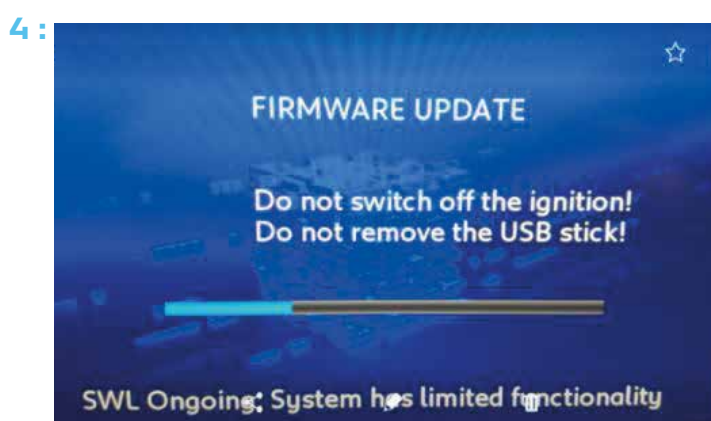 4 :
FIRMWARE UPDATE
Do not switch off the ignition!
Do not remove the USB stick!
SWL Ongoing: System has limited functionality